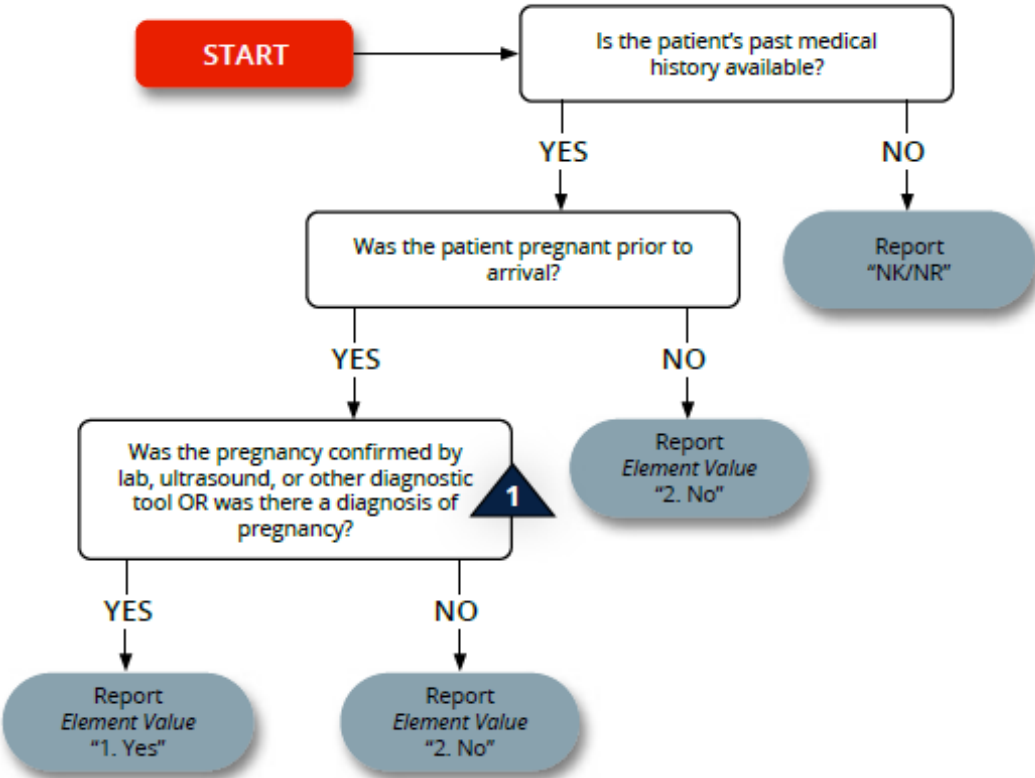 START
Is the patient's past medical
history available?
YES
NO
Was the patient pregnant prior to
arrival?
Report
“NK/NR”
YES
NO
Was the pregnancy confirmed by
lab, ultrasound, or other diagnostic
tool OR was there a diagnosis of
pregnancy?
1
Report
Element Value
“2. No”
YES
NO
Report
Element Value
“1. Yes”
Report
Element Value
“2. No”